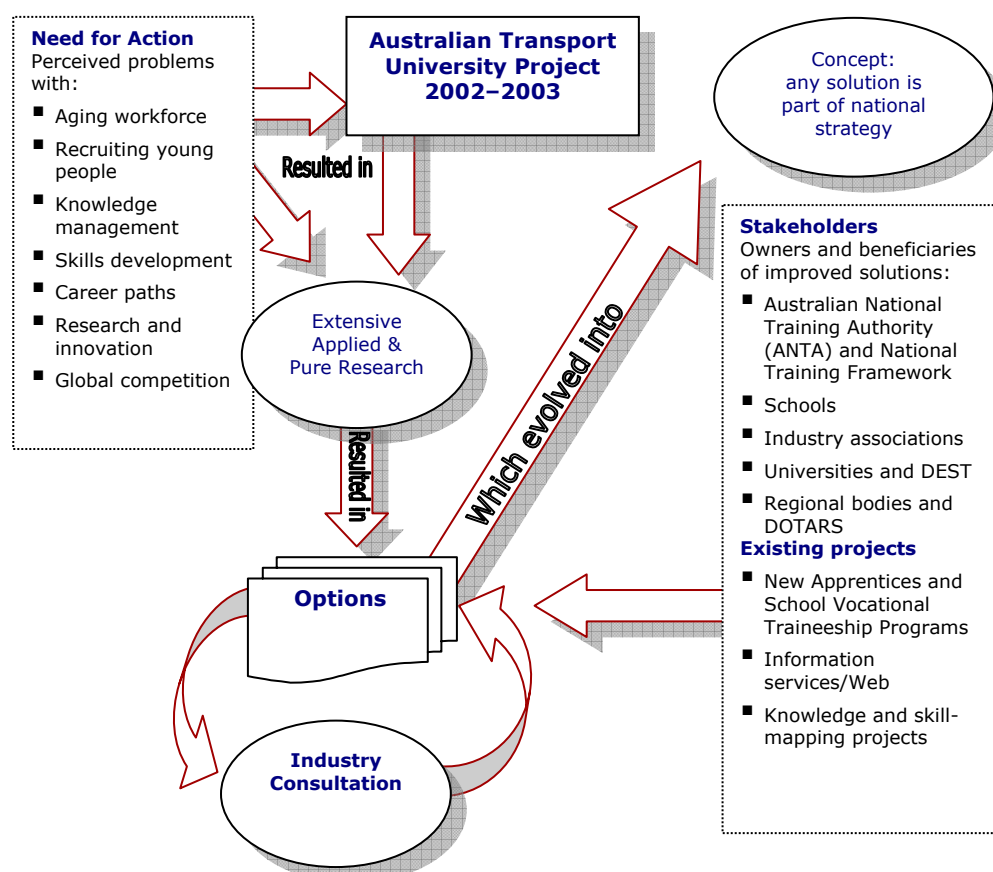 Need for Action
Perceived problems
with:
▪ Aging workforce
▪ Recruiting young
people
▪ Knowledge
management
▪ Skills development
▪ Career paths
▪ Research and
innovation
▪ Global competition
Australian Transport
University Project
2002–2003
Resulted in
Extensive
Applied &
Pure Research
Resulted in
Options
Industry
Consultation
Which evolved into
Concept:
any solution is
part of national
strategy
Stakeholders
Owners and beneficiaries
of improved solutions:
▪ Australian National
Training Authority
(ANTA) and National
Training Framework
▪ Schools
▪ Industry associations
▪ Universities and DEST
▪ Regional bodies and
DOTARS
Existing projects
▪ New Apprentices and
School Vocational
Traineeship Programs
▪ Information
services/Web
▪ Knowledge and skill-
mapping projects